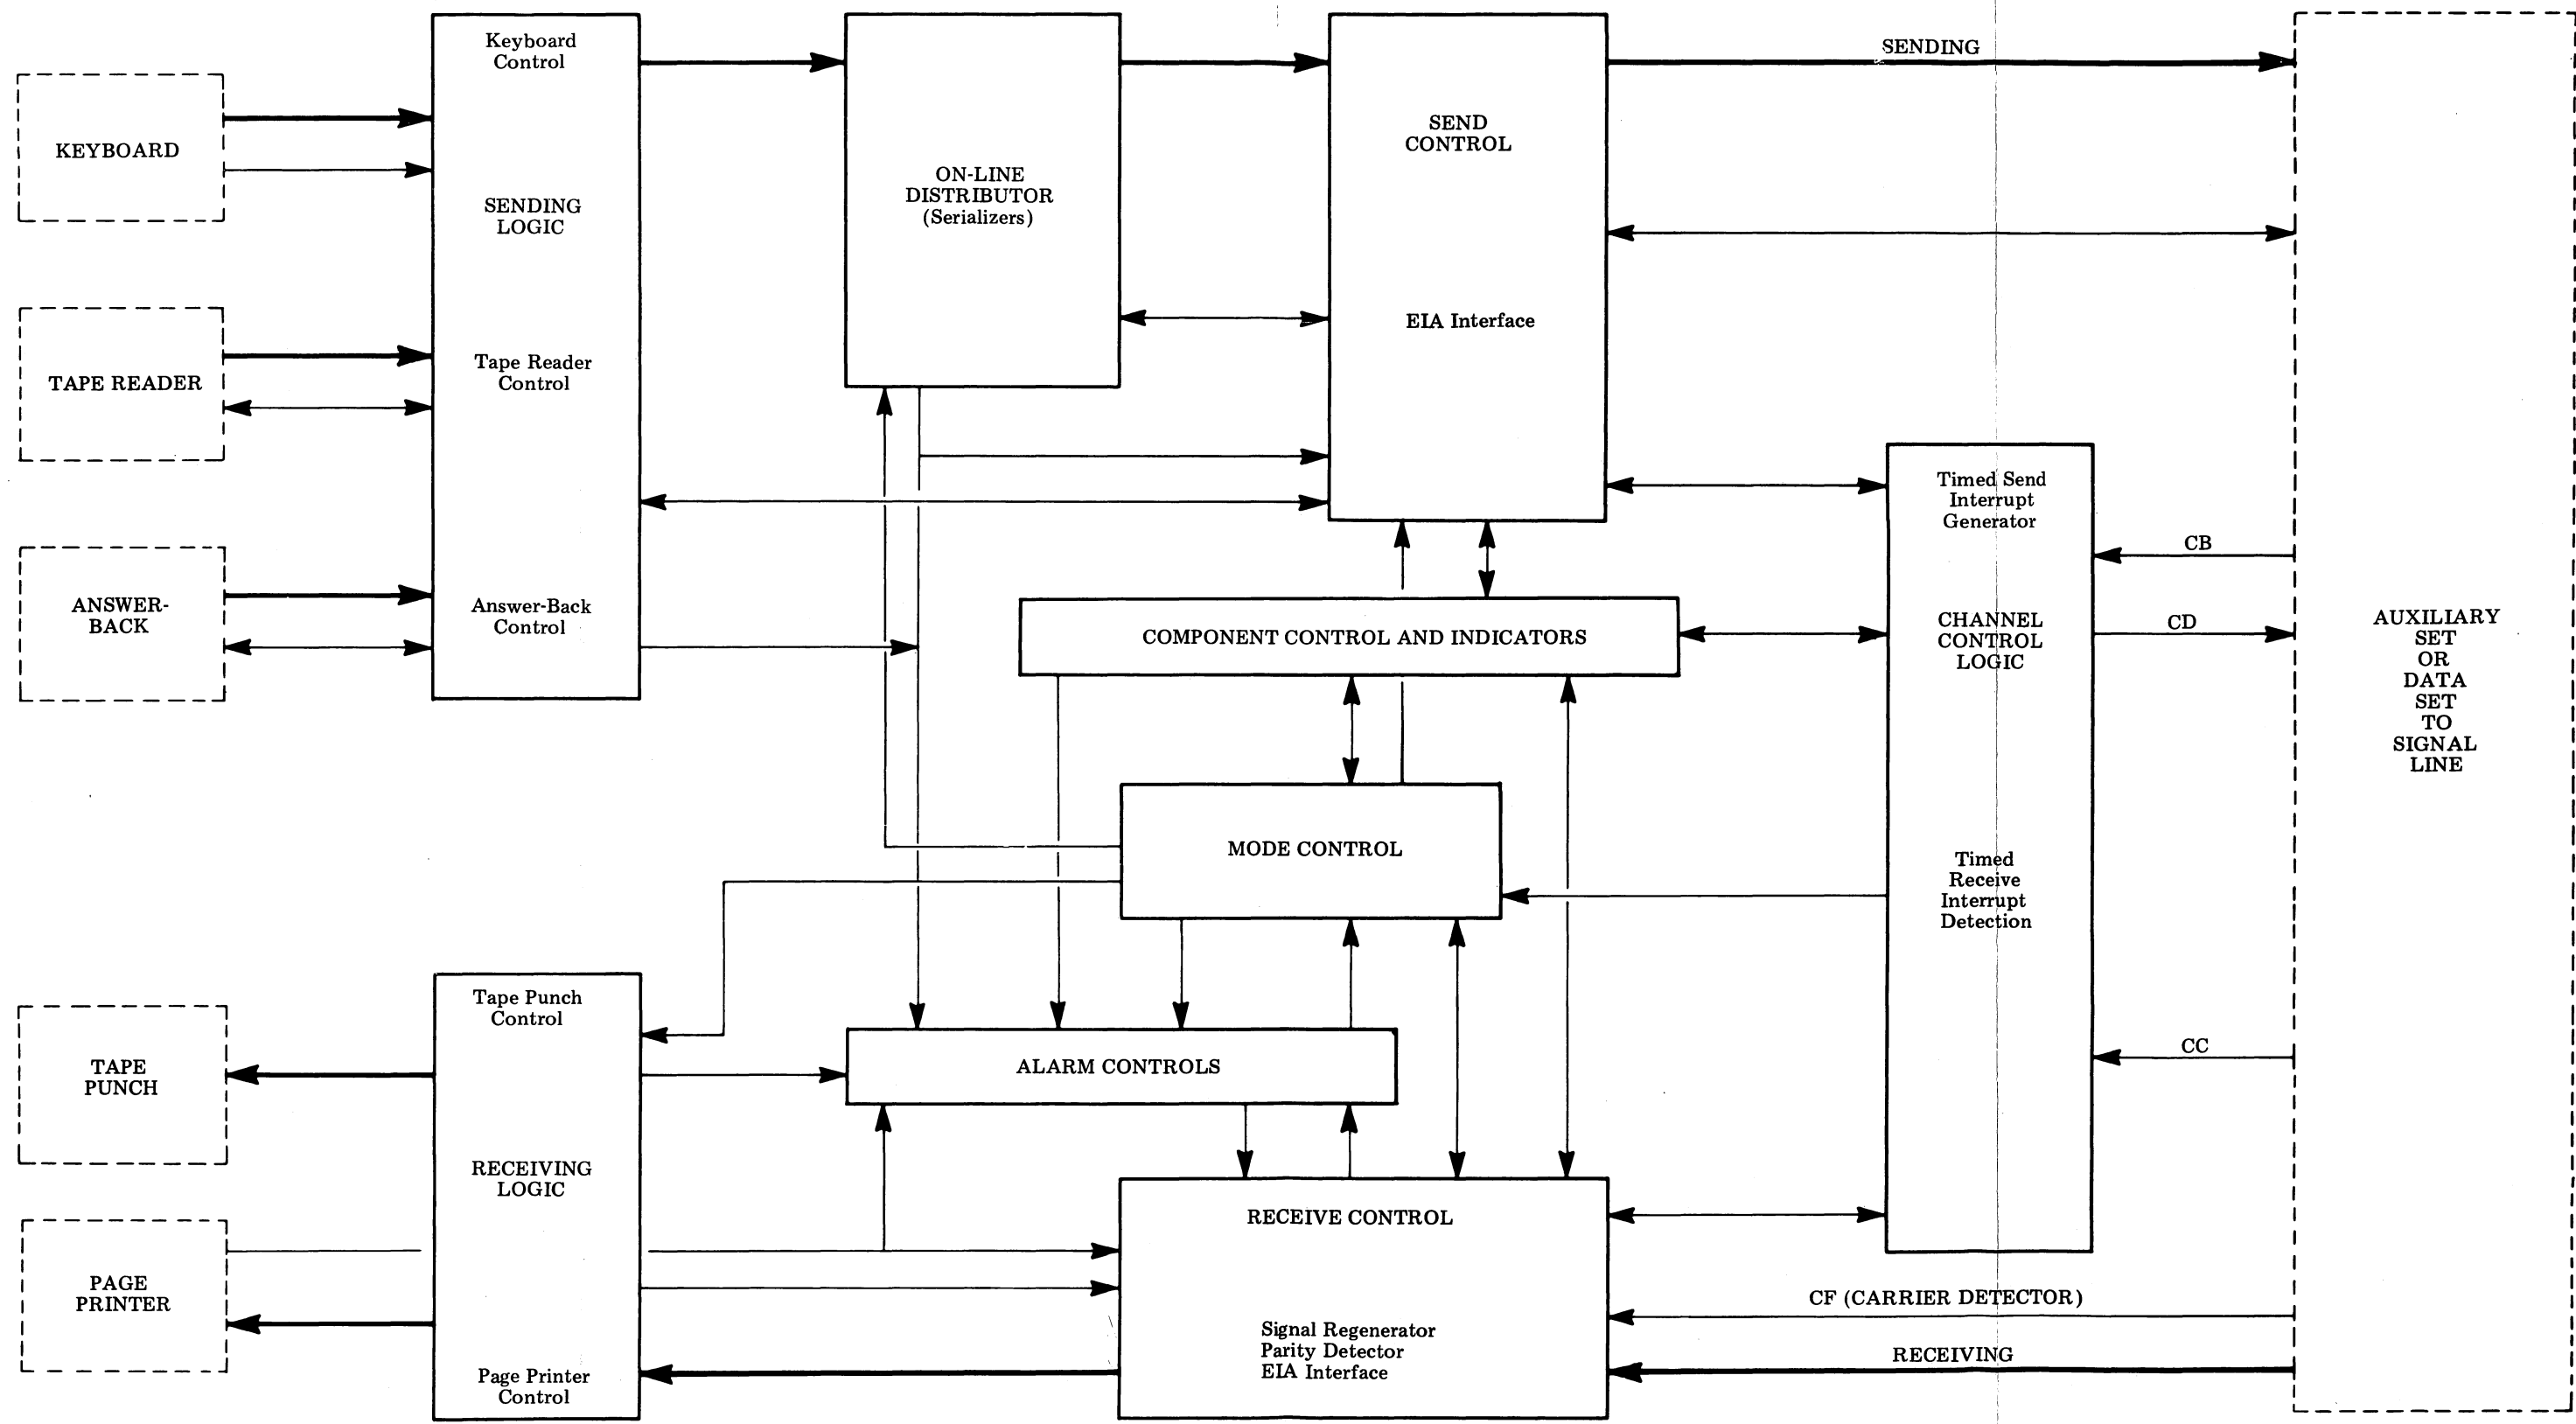 KEYBOARD
TAPE READER
ANSWER-
BACK
Keyboard
Control
SENDING
LOGIC
Tape Reader
Control
Answer-Back
Control
ON-LINE
DISTRIBUTOR
(Serializers)
SEND
CONTROL
EIA Interface
SENDING
COMPONENT CONTROL AND INDICATORS
Timed Send
Interrupt
Generator
CHANNEL
CONTROL
LOGIC
Timed
Receive
Interrupt
Detection
CB
CD
CC
AUXILIARY
SET
OR
DATA
SET
TO
SIGNAL
LINE
MODE CONTROL
TAPE
PUNCH
PAGE
PRINTER
Tape Punch
Control
RECEIVING
LOGIC
Page Printer
Control
ALARM CONTROLS
RECEIVE CONTROL
Signal Regenerator
Parity Detector
EIA Interface
CF (CARRIER DETECTOR)
RECEIVING